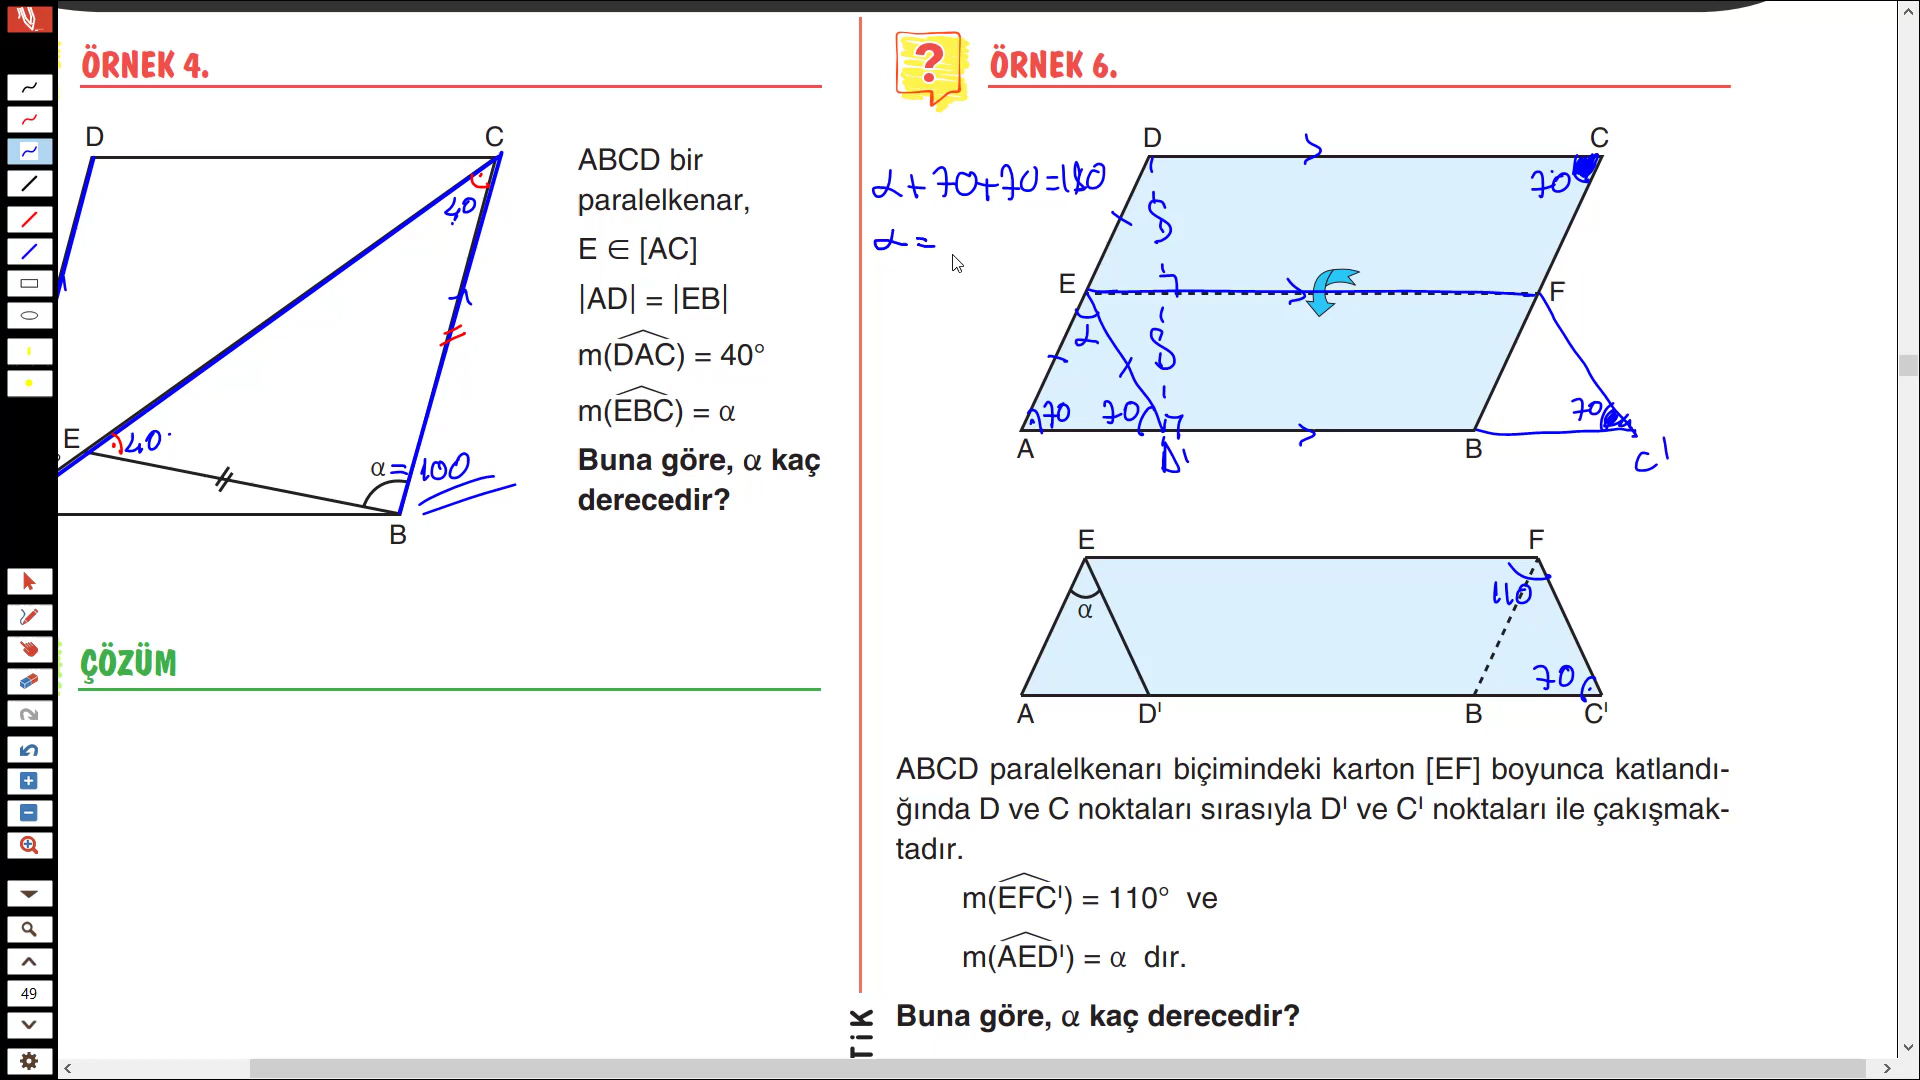 ÖRNEK 4.
D
C
40
E
40
α = 100
B
ABCD bir
paralelkenar,
E ∈ [AC]
|AD| = |EB|
m(DAC) = 40°
m(EBC) = α
Buna göre, α kaç
derecedir?
ÇÖZÜM
?
ÖRNEK 6.
α + 70 + 70 = 180
α =
D
C
70
E
F
α
70
70
70
A
D'
B
C'
E
F
110
α
70
A
D'
B
C'
ABCD paralelkenarı biçimindeki karton [EF] boyunca katlandı-
ğında D ve C noktaları sırasıyla D' ve C' noktaları ile çakışmak-
tadır.
m(EFC') = 110° ve
m(AED') = α dır.
Buna göre, α kaç derecedir?
TİK
49